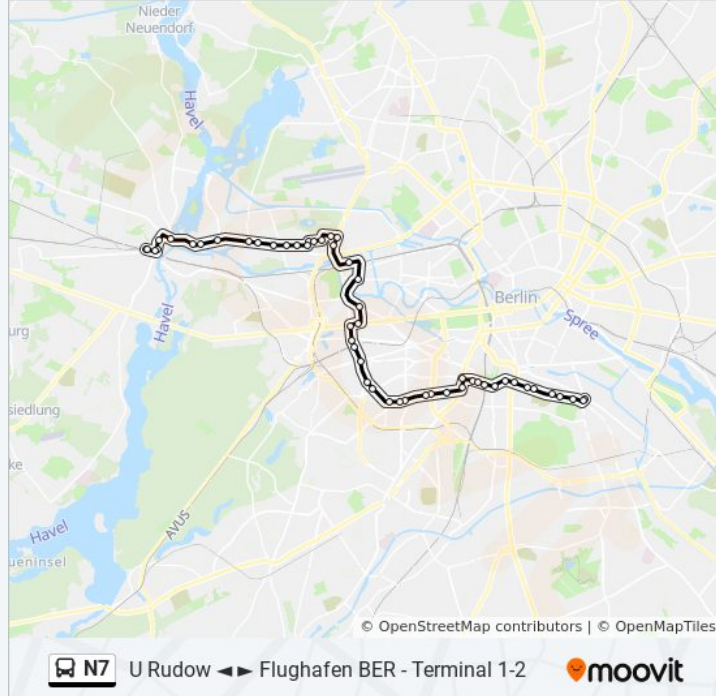 Nieder
Neuendorf
Havel
Berlin
Spree
Havel
urg
siedlung
ke
AVUS
Havel
ueninsel
© OpenStreetMap contributors | © OpenMapTiles
N7 U Rudow ◄► Flughafen BER - Terminal 1-2 moovit